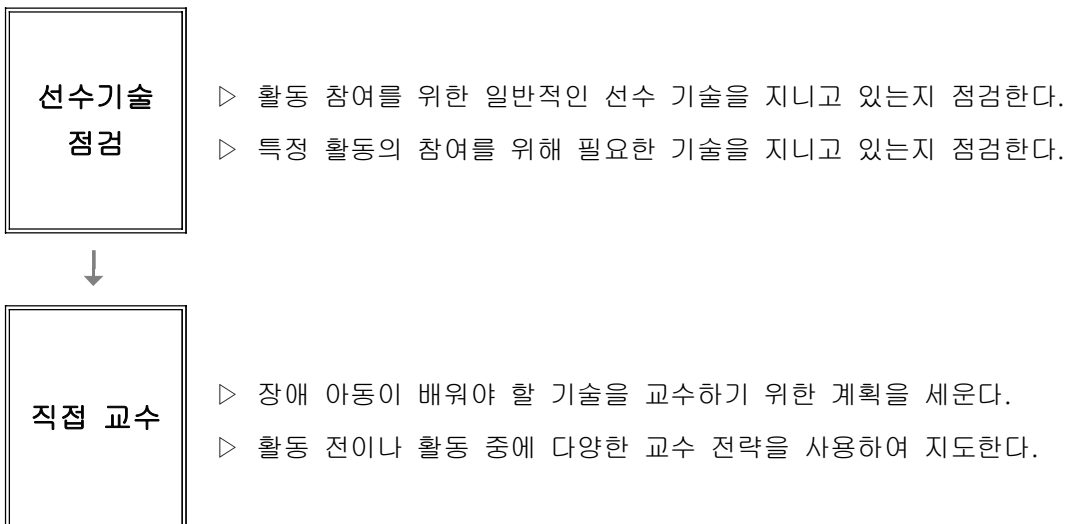 선수기술
점검
▷ 활동 참여를 위한 일반적인 선수 기술을 지니고 있는지 점검한다.
▷ 특정 활동의 참여를 위해 필요한 기술을 지니고 있는지 점검한다.
↓
직접 교수
▷ 장애 아동이 배워야 할 기술을 교수하기 위한 계획을 세운다.
▷ 활동 전이나 활동 중에 다양한 교수 전략을 사용하여 지도한다.